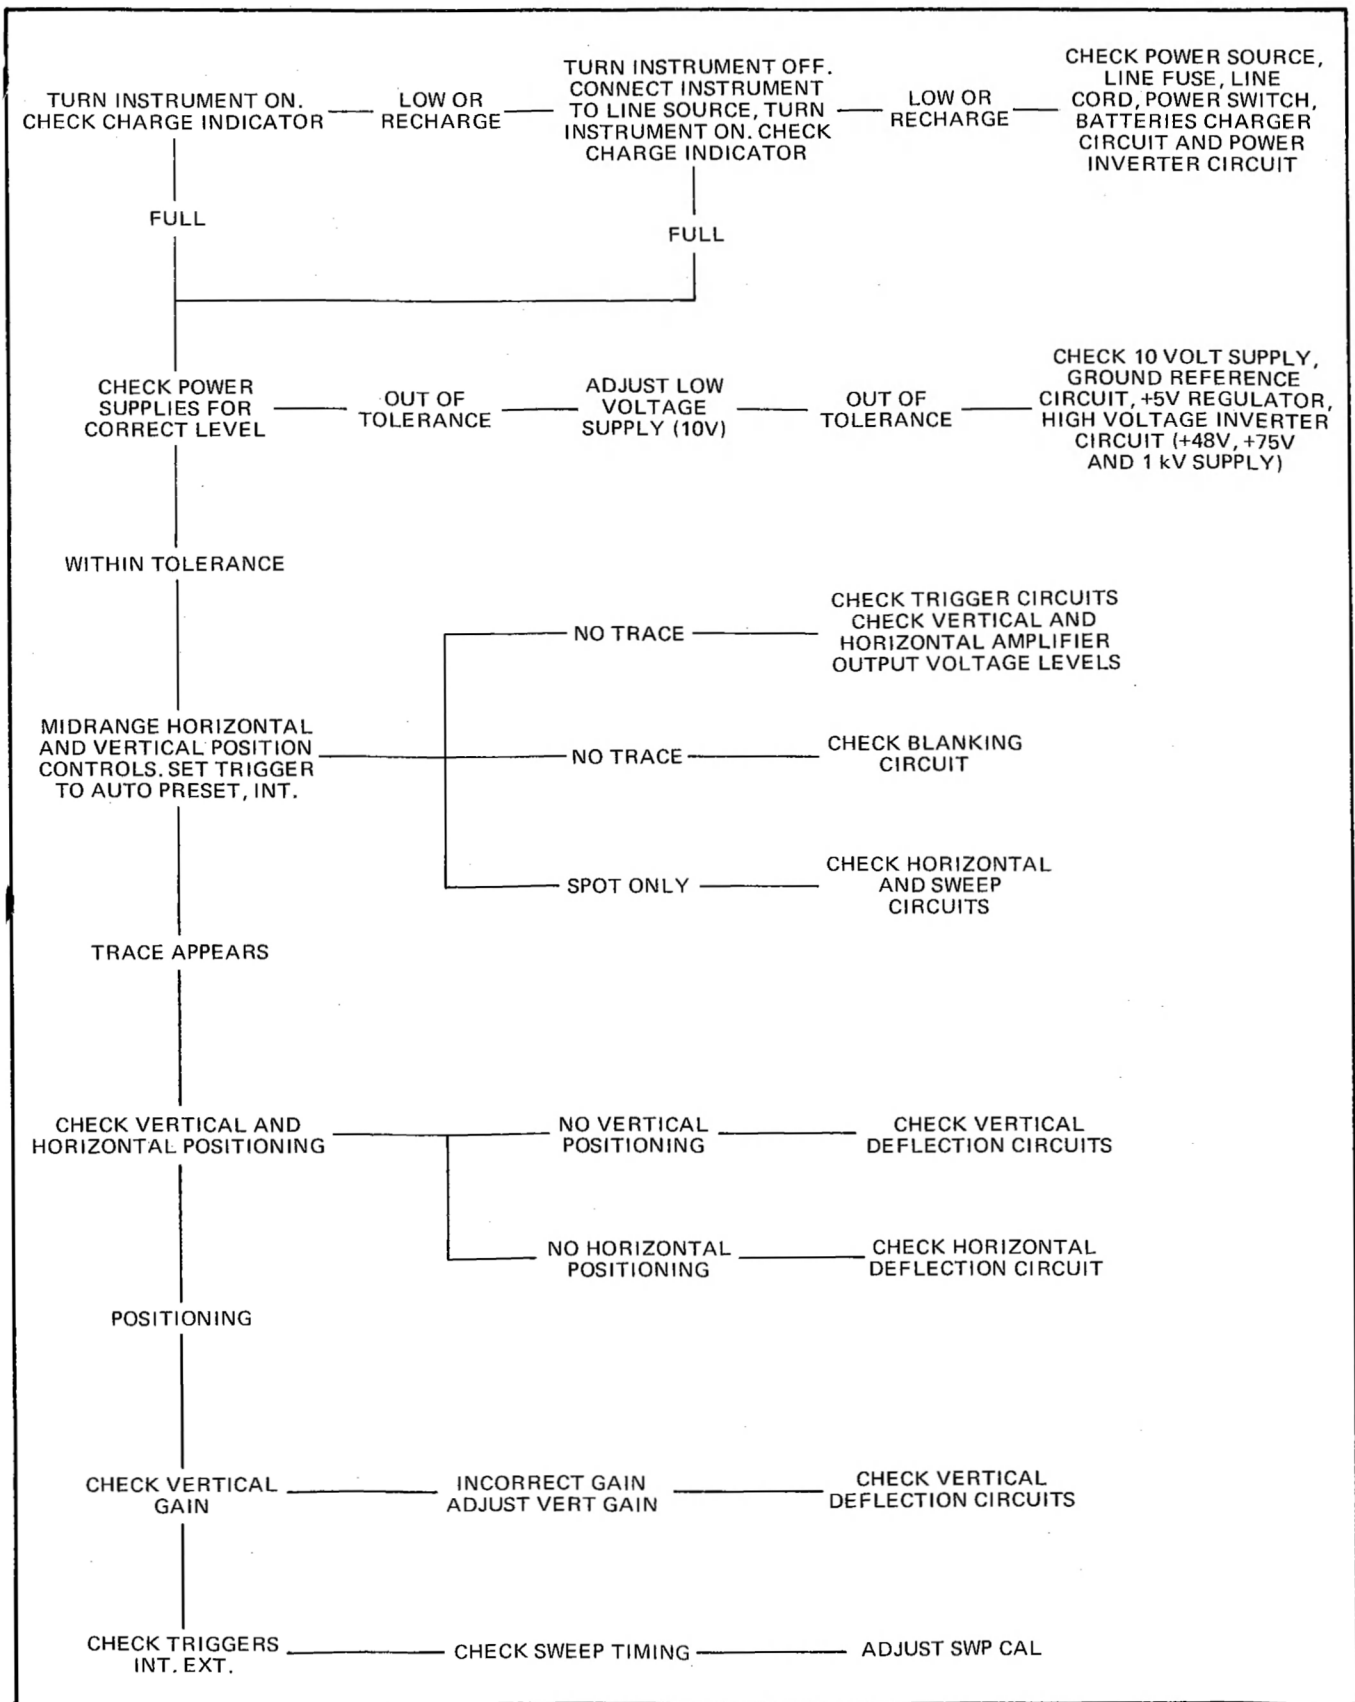 TURN INSTRUMENT ON.
CHECK CHARGE INDICATOR
LOW OR
RECHARGE
TURN INSTRUMENT OFF.
CONNECT INSTRUMENT
TO LINE SOURCE, TURN
INSTRUMENT ON. CHECK
CHARGE INDICATOR
LOW OR
RECHARGE
CHECK POWER SOURCE,
LINE FUSE, LINE
CORD, POWER SWITCH,
BATTERIES CHARGER
CIRCUIT AND POWER
INVERTER CIRCUIT
FULL
FULL
CHECK POWER
SUPPLIES FOR
CORRECT LEVEL
OUT OF
TOLERANCE
ADJUST LOW
VOLTAGE
SUPPLY (10V)
OUT OF
TOLERANCE
CHECK 10 VOLT SUPPLY,
GROUND REFERENCE
CIRCUIT, +5V REGULATOR,
HIGH VOLTAGE INVERTER
CIRCUIT (+48V, +75V
AND 1 kV SUPPLY)
WITHIN TOLERANCE
NO TRACE
CHECK TRIGGER CIRCUITS
CHECK VERTICAL AND
HORIZONTAL AMPLIFIER
OUTPUT VOLTAGE LEVELS
MIDRANGE HORIZONTAL
AND VERTICAL POSITION
CONTROLS. SET TRIGGER
TO AUTO PRESET, INT.
NO TRACE
CHECK BLANKING
CIRCUIT
SPOT ONLY
CHECK HORIZONTAL
AND SWEEP
CIRCUITS
TRACE APPEARS
CHECK VERTICAL AND
HORIZONTAL POSITIONING
NO VERTICAL
POSITIONING
CHECK VERTICAL
DEFLECTION CIRCUITS
NO HORIZONTAL
POSITIONING
CHECK HORIZONTAL
DEFLECTION CIRCUIT
POSITIONING
CHECK VERTICAL
GAIN
INCORRECT GAIN
ADJUST VERT GAIN
CHECK VERTICAL
DEFLECTION CIRCUITS
CHECK TRIGGERS
INT. EXT.
CHECK SWEEP TIMING
ADJUST SWP CAL